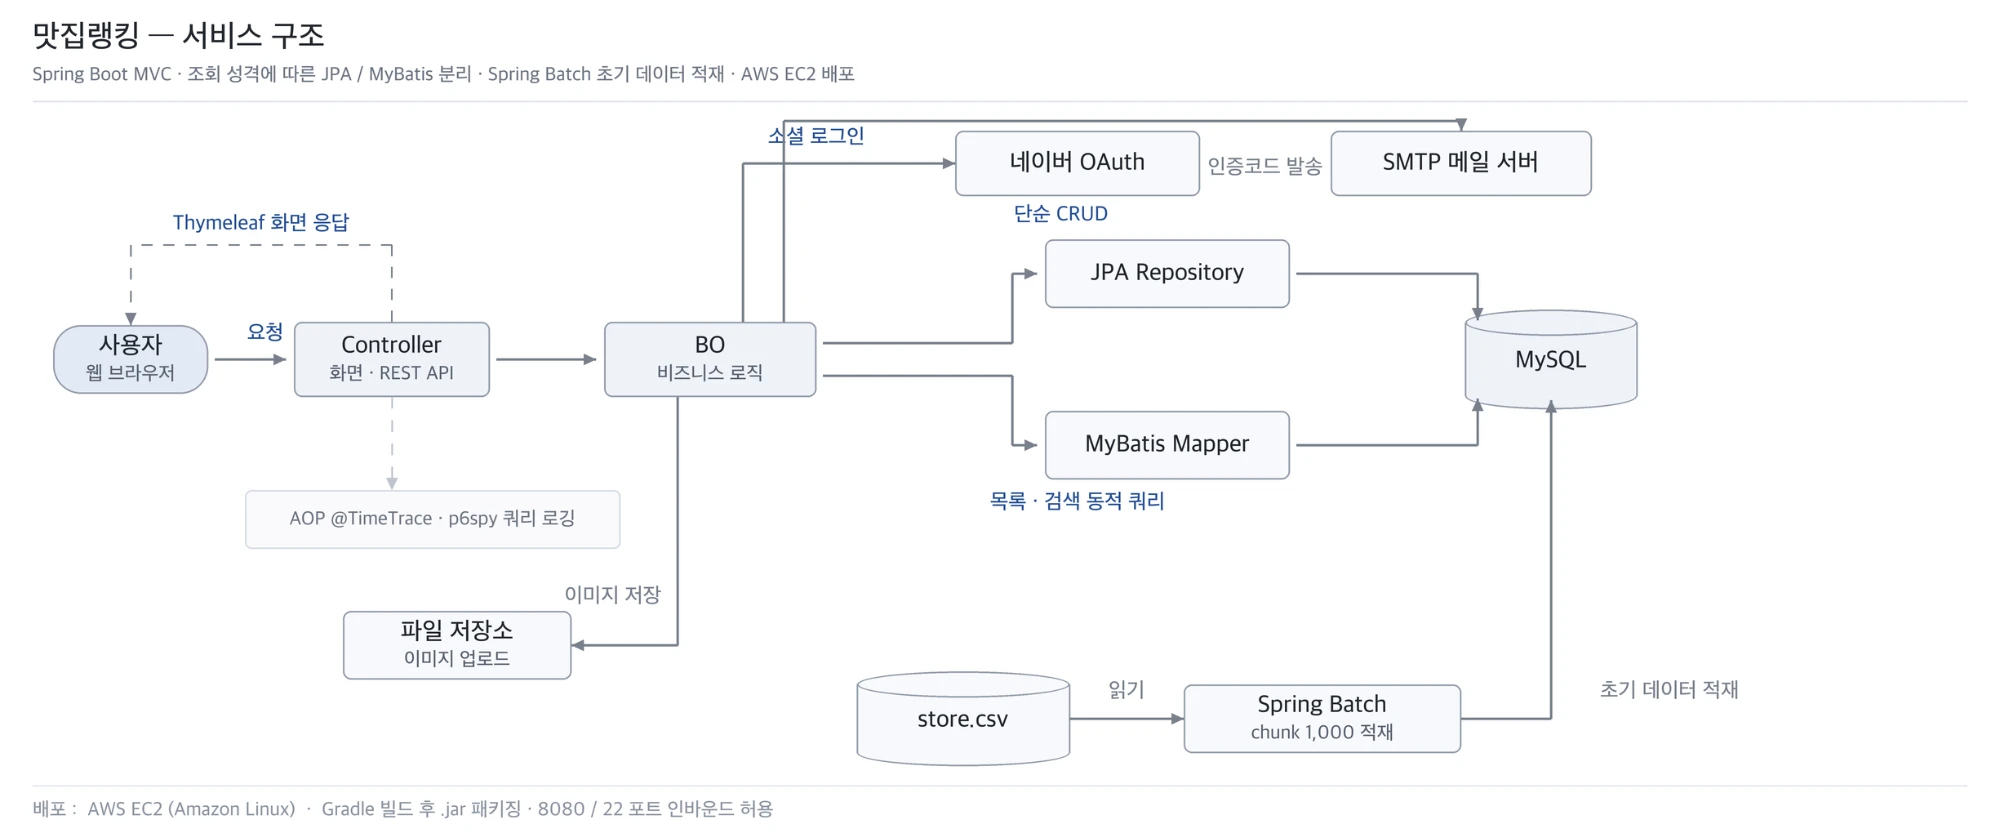 맛집랭킹 — 서비스 구조
Spring Boot MVC · 조회 성격에 따른 JPA / MyBatis 분리 · Spring Batch 초기 데이터 적재 · AWS EC2 배포
소셜 로그인
네이버 OAuth
인증코드 발송
SMTP 메일 서버
단순 CRUD
Thymeleaf 화면 응답
JPA Repository
사용자
웹 브라우저
요청
Controller
화면 · REST API
BO
비즈니스 로직
MySQL
MyBatis Mapper
목록 · 검색 동적 쿼리
AOP @TimeTrace · p6spy 쿼리 로깅
이미지 저장
파일 저장소
이미지 업로드
store.csv
읽기
Spring Batch
chunk 1,000 적재
초기 데이터 적재
배포 : AWS EC2 (Amazon Linux) · Gradle 빌드 후 .jar 패키징 · 8080 / 22 포트 인바운드 허용